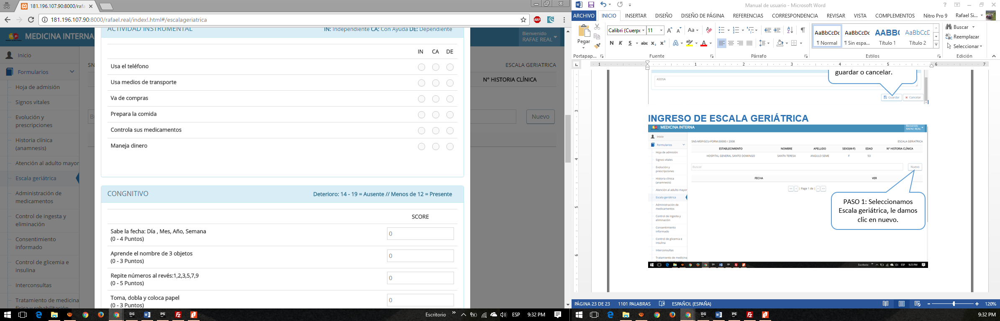 181.196.107.90:8000/rafa
181.196.107.90:8000/rafael.real/index!.html#/escalageriatrica
ABP
MEDICINA INTERNA
Bienvenido
RAFAE REAL
Inicio
Formularios
Hoja de admisión
Signos vitales
Evolución y
prescripciones
Historia clínica
(anamnesis)
Atención al adulto mayor
Escala geriátrica
Administración de
medicamentos
Control de ingesta y
eliminación
Consentimiento
informado
Control de glicemia e
insulina
Interconsultas
Tratamiento de medicina
física y rehabilitación
SN
ESCALA GERIATRICA
N° HISTORIA CLÍNICA
Nuevo
ACTIVIDAD INSTRUMENTAL
IN: Independiente CA: Con Ayuda DE: Dependiente
IN CA DE
Usa el teléfono
Usa medios de transporte
Va de compras
Prepara la comida
Controla sus medicamentos
Maneja dinero
CONGNITIVO
Deterioro: 14 - 19 = Ausente // Menos de 12 = Presente
SCORE
Sabe la fecha: Día , Mes, Año, Semana
(0 - 4 Puntos)
0
Aprende el nombre de 3 objetos
(0 - 3 Puntos)
0
Repite números al revés:1,2,3,5,7,9
(0 - 5 Puntos)
0
Toma, dobla y coloca papel
(0 - 3 Puntos)
0
Escritorio
ESP
9:32 PM
Manual de usuario - Microsoft Word
ARCHIVO INICIO INSERTAR DISEÑO DISEÑO DE PÁGINA REFERENCIAS CORRESPONDENCIA REVISAR VISTA COMPLEMENTOS Nitro Pro 9 Rafael Si...
Pegar
Calibri (Cuerpo
11
N K S abc x₂ x²
AaBbCcDc AaBbCcDc AABBC AaBbCcC
¶ Normal ¶ Sin espa... Título 1 Título 2
Buscar
Reemplazar
Seleccionar
Portapap... Fuente Párrafo Estilos Edición
1 1 2 3 4 5 6 7
3
4
5
6
guardar o cancelar.
ASDSA
Guardar Cancelar
INGRESO DE ESCALA GERIÁTRICA
MEDICINA INTERNA
Bienvenido
RAFAE REAL
Inicio
Formularios
Hoja de admisión
Signos vitales
Evolución y
prescripciones
Historia clínica
(anamnesis)
Atención al adulto mayor
Escala geriátrica
Administración de
medicamentos
Control de ingesta y
eliminación
Consentimiento
informado
Control de glicemia e
insulina
Interconsultas
Tratamiento de medicina
SNS-MSP/GCU-FORM.00000 / 2008
ESCALA GERIATRICA
ESTABLECIMIENTO NOMBRE APELLIDO SEXO(M-F) EDAD N° HISTORIA CLÍNICA
HOSPITAL GENERAL SANTO DOMINGO SANTA TERESA ANGULO SEME F 53
Buscar
Nuevo
FECHA VER
<< < | Page 1 de | > >>
PASO 1: Seleccionamos
Escala geriátrica, le damos
clic en nuevo.
Escritorio
ESP
9:25 PM
PÁGINA 23 DE 23 1101 PALABRAS ESPAÑOL (ESPAÑA)
120%
9:32 PM